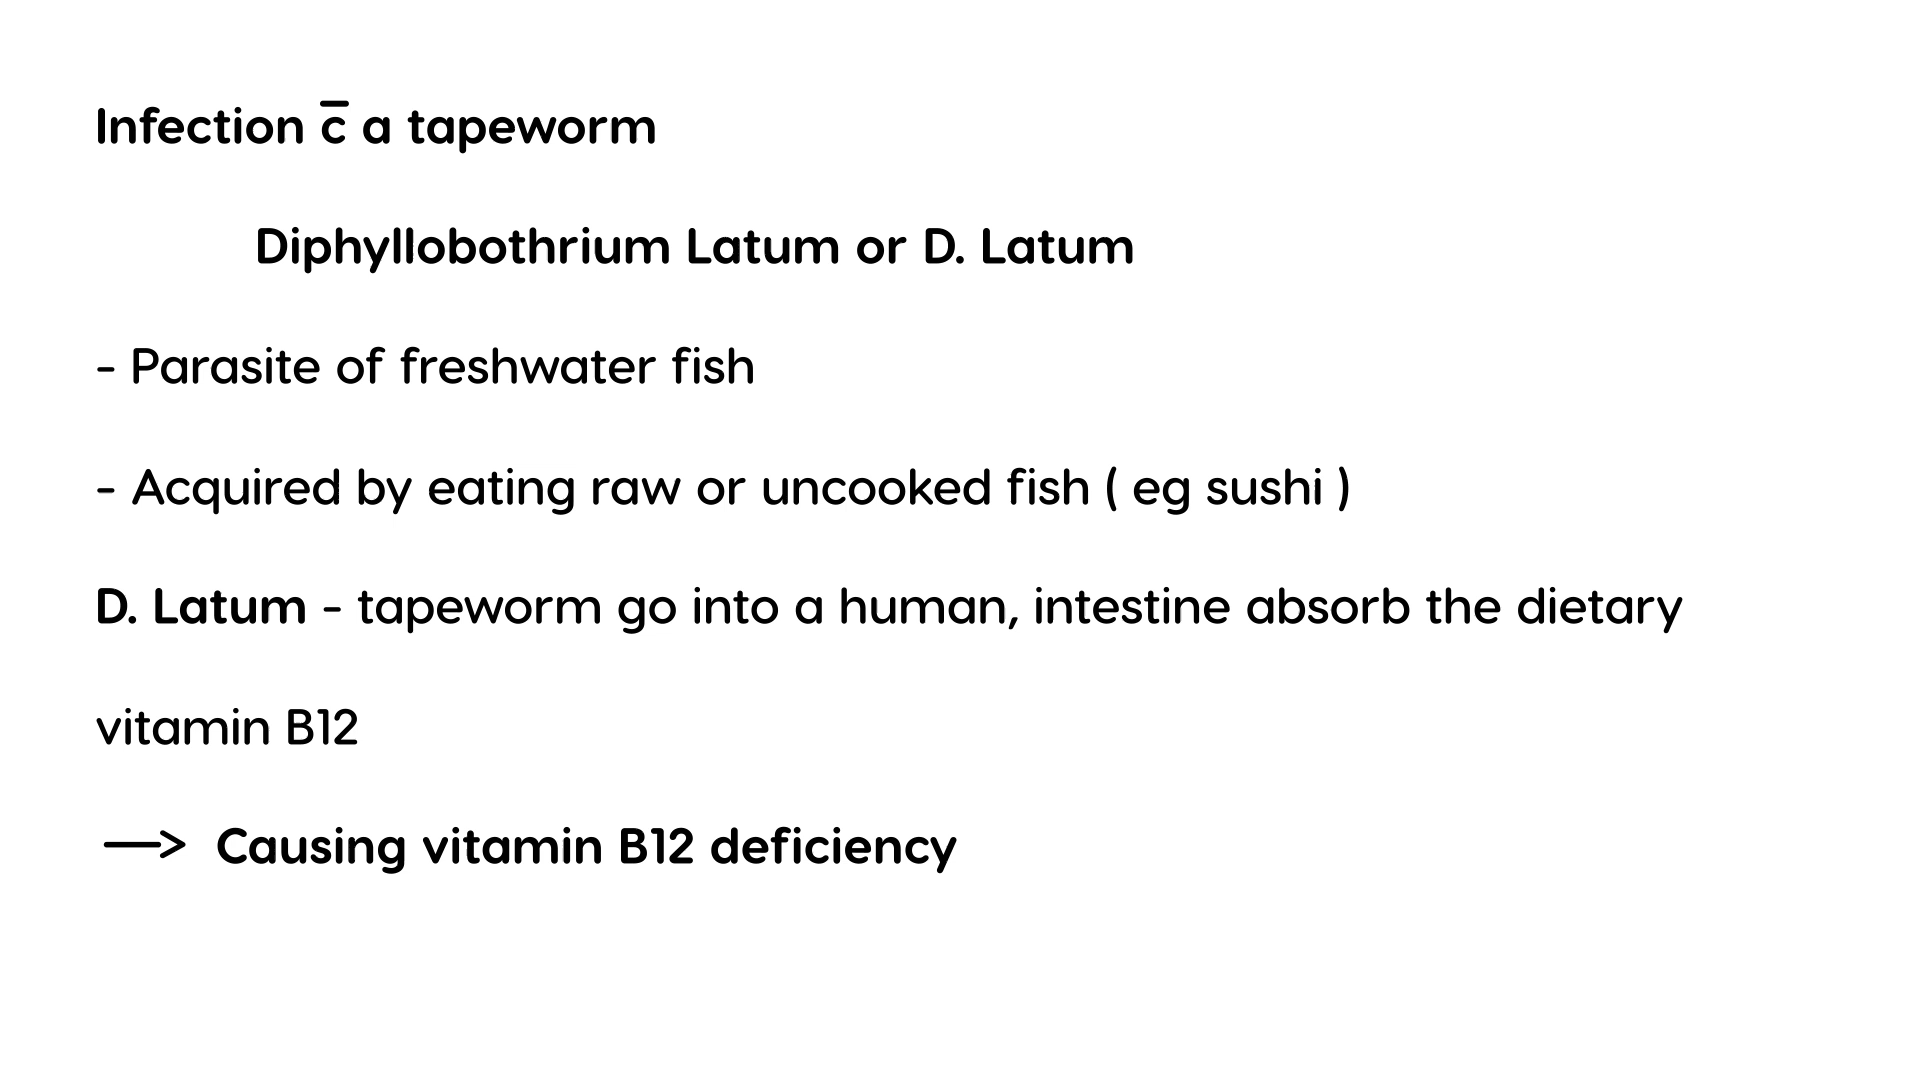 Infection c̄ a tapeworm
Diphyllobothrium Latum or D. Latum
- Parasite of freshwater fish
- Acquired by eating raw or uncooked fish ( eg sushi )
D. Latum - tapeworm go into a human, intestine absorb the dietary
vitamin B12
—> Causing vitamin B12 deficiency